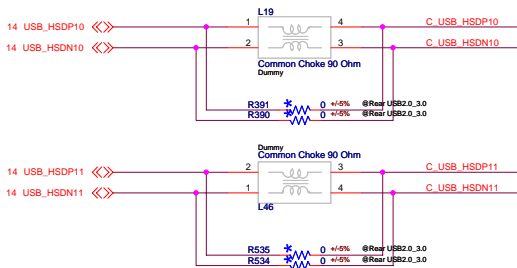 L19
14 USB_HSDP10 1 4 C_USB_HSDP10
14 USB_HSDN10 2 3 C_USB_HSDN10
Common Choke 90 Ohm
Dummy
R391 * 0 +/-5% @Rear USB2.0_3.0
R390 * 0 +/-5% @Rear USB2.0_3.0
Dummy
Common Choke 90 Ohm
14 USB_HSDP11 2 3 C_USB_HSDP11
14 USB_HSDN11 1 4 C_USB_HSDN11
L46
R535 * 0 +/-5% @Rear USB2.0_3.0
R534 * 0 +/-5% @Rear USB2.0_3.0